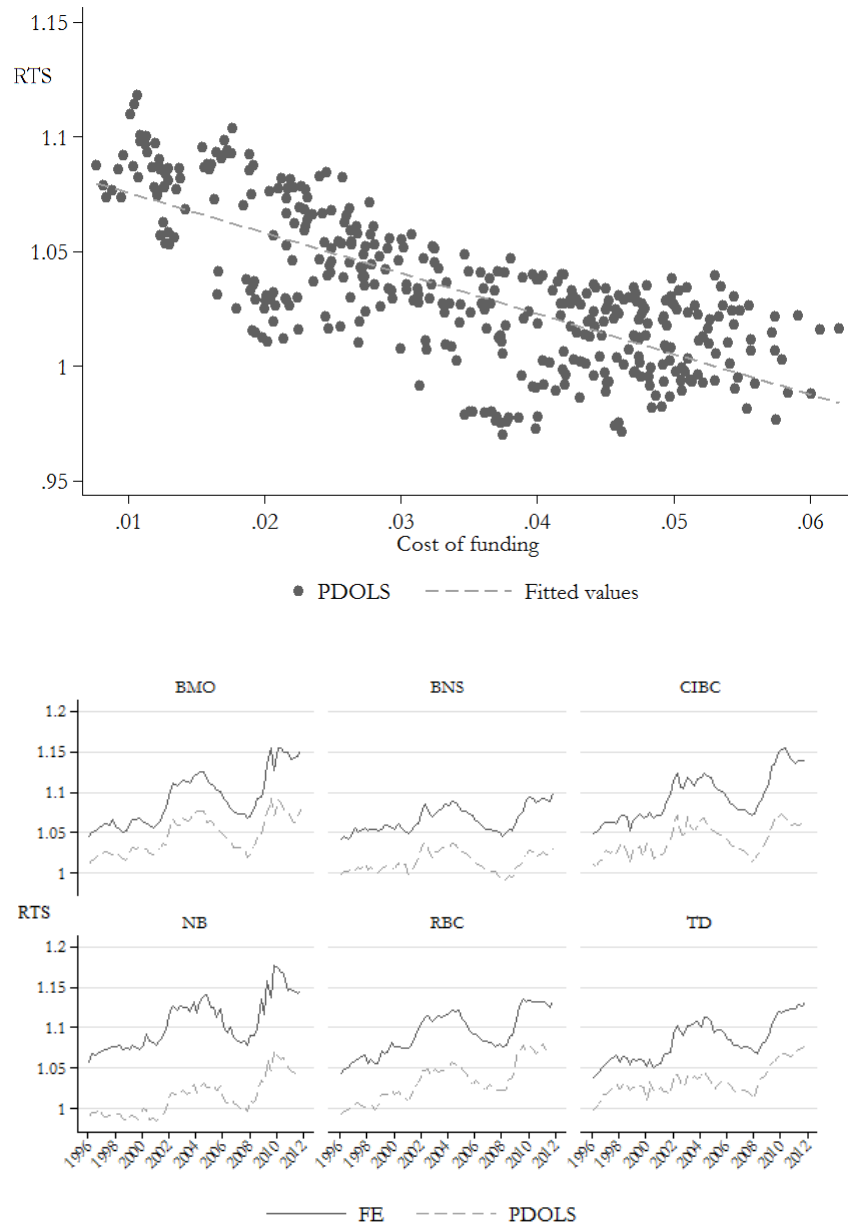 1.15
RTS
1.1
1.05
1
.95
.01 .02 .03 .04 .05 .06
Cost of funding
PDOLS Fitted values
BMO BNS CIBC
1.2
1.15
1.1
1.05
1
RTS
NB RBC TD
1.2
1.15
1.1
1.05
1
1996 1998 2000 2002 2004 2006 2008 2010 2012 1996 1998 2000 2002 2004 2006 2008 2010 2012 1996 1998 2000 2002 2004 2006 2008 2010 2012
FE PDOLS